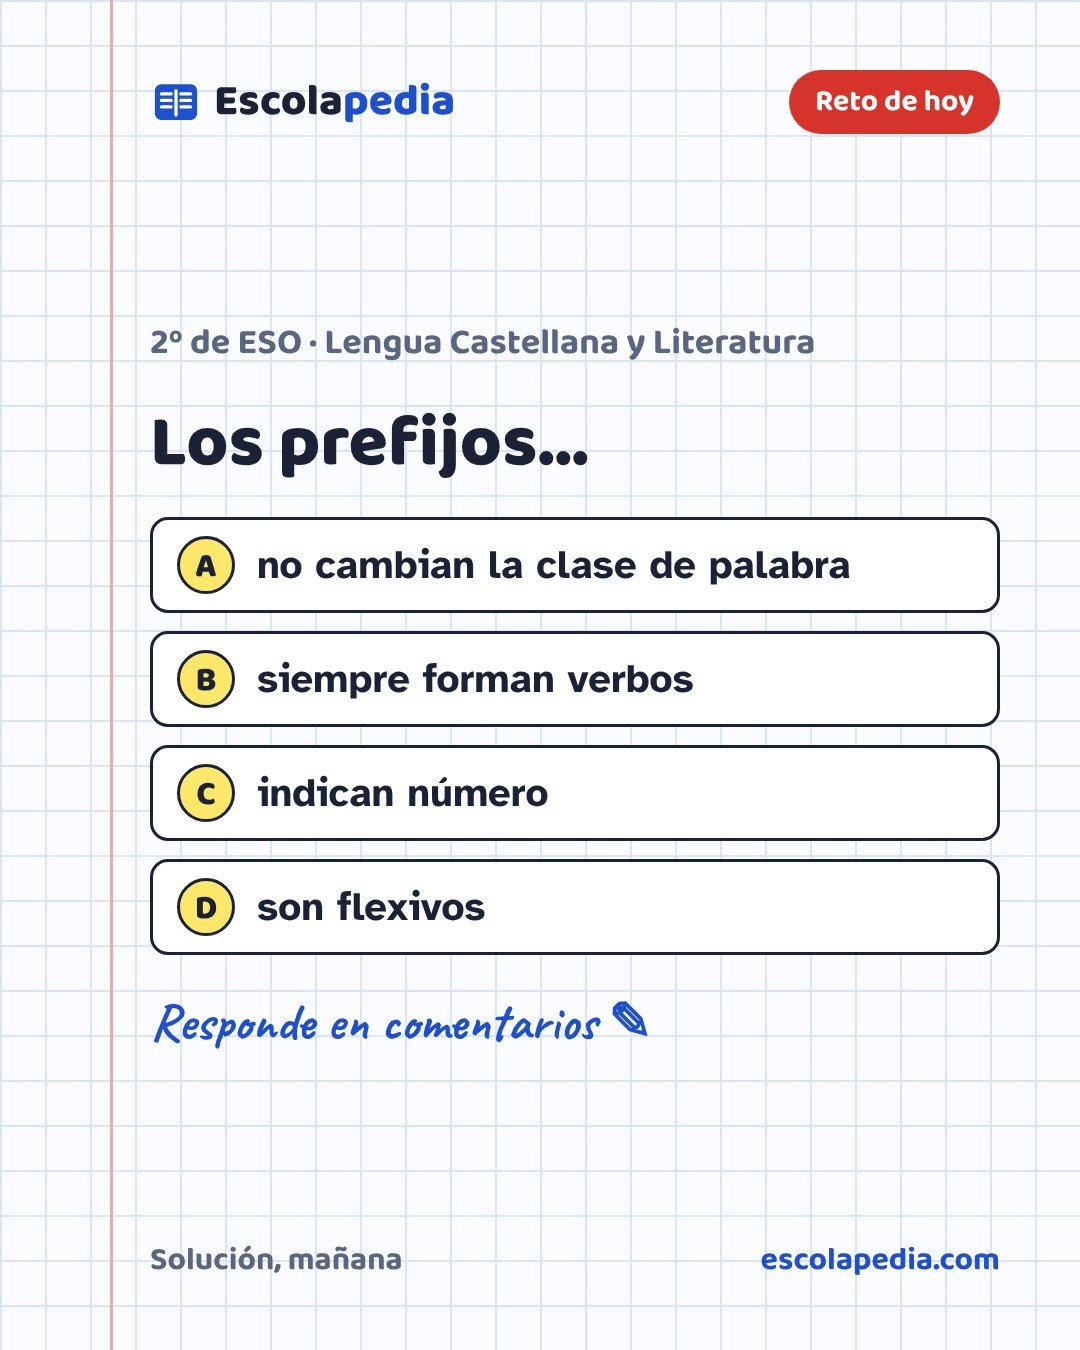 Escolapedia
Reto de hoy
2º de ESO · Lengua Castellana y Literatura
Los prefijos...
A no cambian la clase de palabra
B siempre forman verbos
C indican número
D son flexivos
Responde en comentarios ✎
Solución, mañana
escolapedia.com